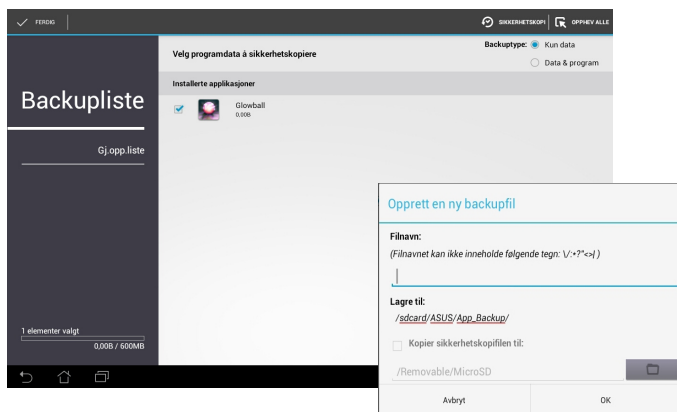 FERDIG
SIKKERHETSKOPI
OPPHEV ALLE
Velg programdata å sikkerhetskopiere
Backuptype:
Kun data
Data & program
Backupliste
Gj.opp.liste
Installerte applikasjoner
Glowball
0,00B
1 elementer valgt
0,00B / 600MB
Opprett en ny backupfil
Filnavn:
(Filnavnet kan ikke inneholde følgende tegn: \/:+?"<>| )
Lagre til:
/sdcard/ASUS/App_Backup/
Kopier sikkerhetskopifilen til:
/Removable/MicroSD
Avbryt
OK